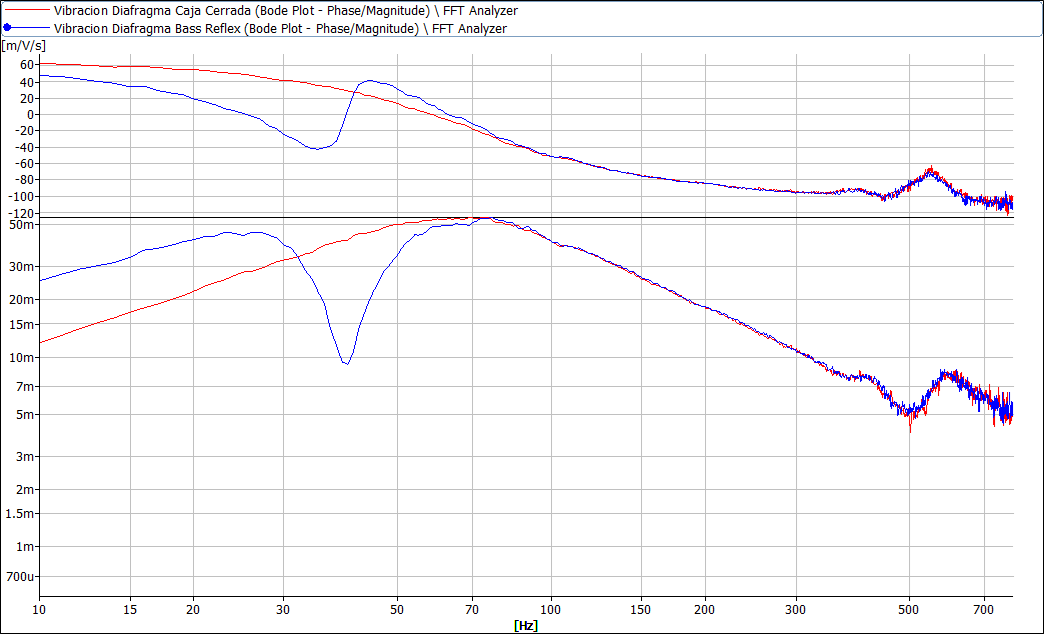 Vibracion Diafragma Caja Cerrada (Bode Plot - Phase/Magnitude) \ FFT Analyzer
Vibracion Diafragma Bass Reflex (Bode Plot - Phase/Magnitude) \ FFT Analyzer
[m/V/s]
60
40
20
0
-20
-40
-60
-80
-100
-120
50m
30m
20m
15m
10m
7m
5m
3m
2m
1.5m
1m
700u
10 15 20 30 50 70 100 150 200 300 500 700
[Hz]